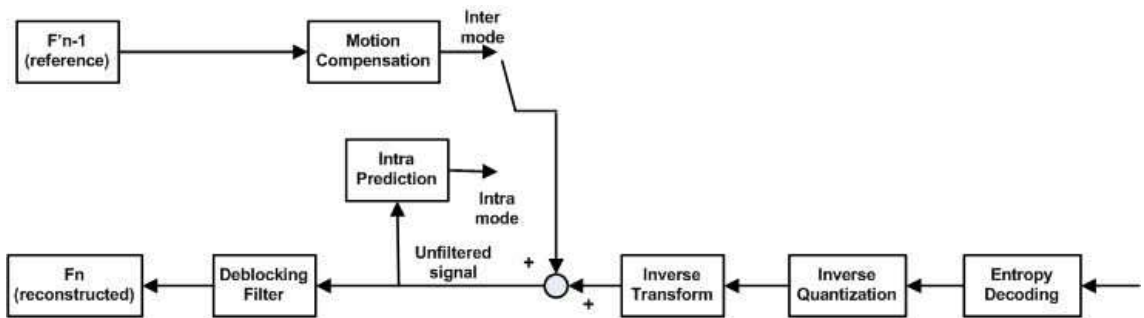 F'n-1
(reference)
Motion
Compensation
Inter
mode
Intra
Prediction
Intra
mode
Unfiltered
signal
+
+
Fn
(reconstructed)
Deblocking
Filter
Inverse
Transform
Inverse
Quantization
Entropy
Decoding